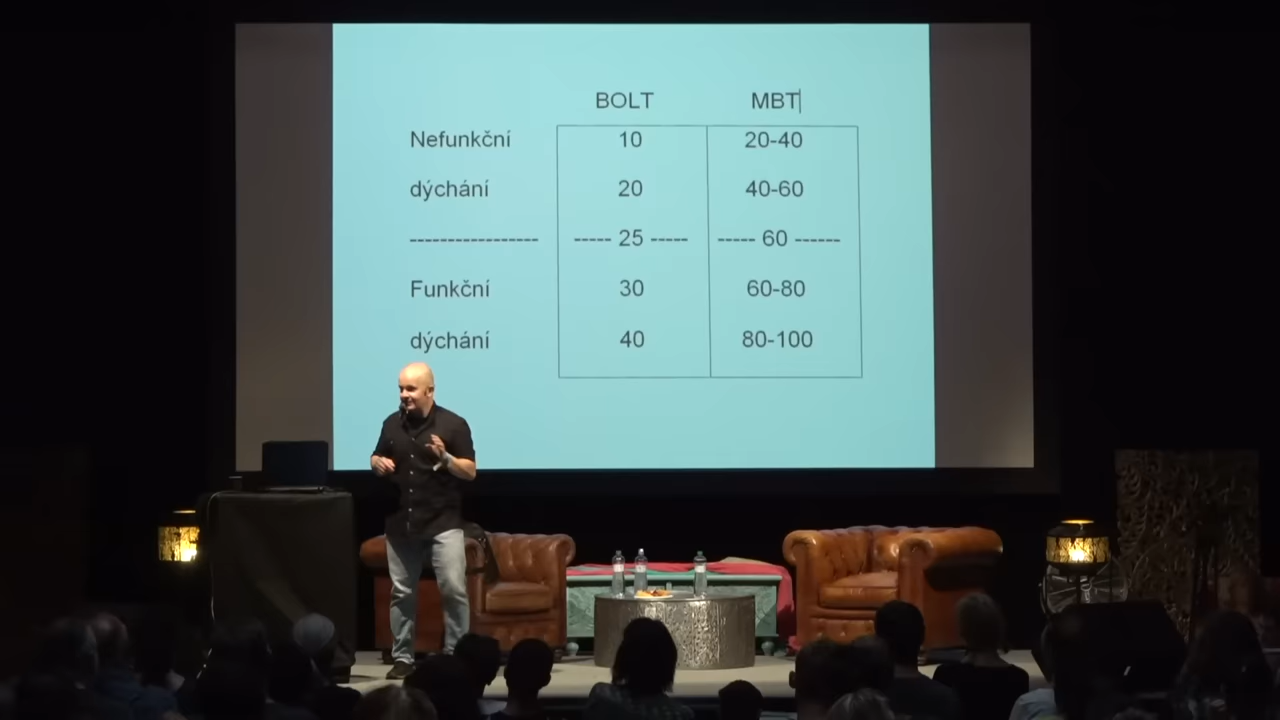 BOLT MBT
Nefunkční 10 20-40
dýchání 20 40-60
----------------- ----- 25 ----- ----- 60 ------
Funkční 30 60-80
dýchání 40 80-100